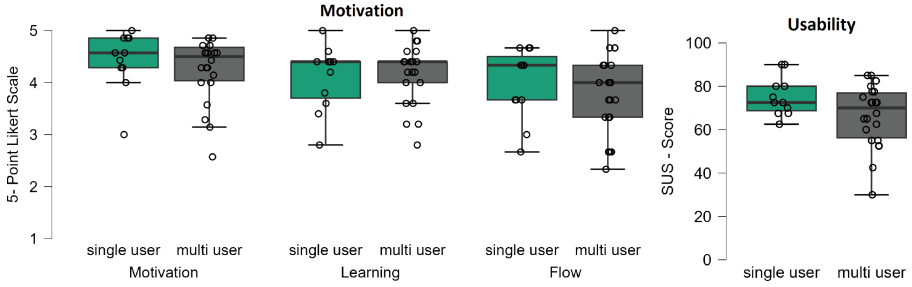 Motivation
5- Point Likert Scale
5
4
3
2
1
single user
multi user
single user
multi user
single user
multi user
Motivation
Learning
Flow
Usability
SUS - Score
100
80
60
40
20
0
single user
multi user